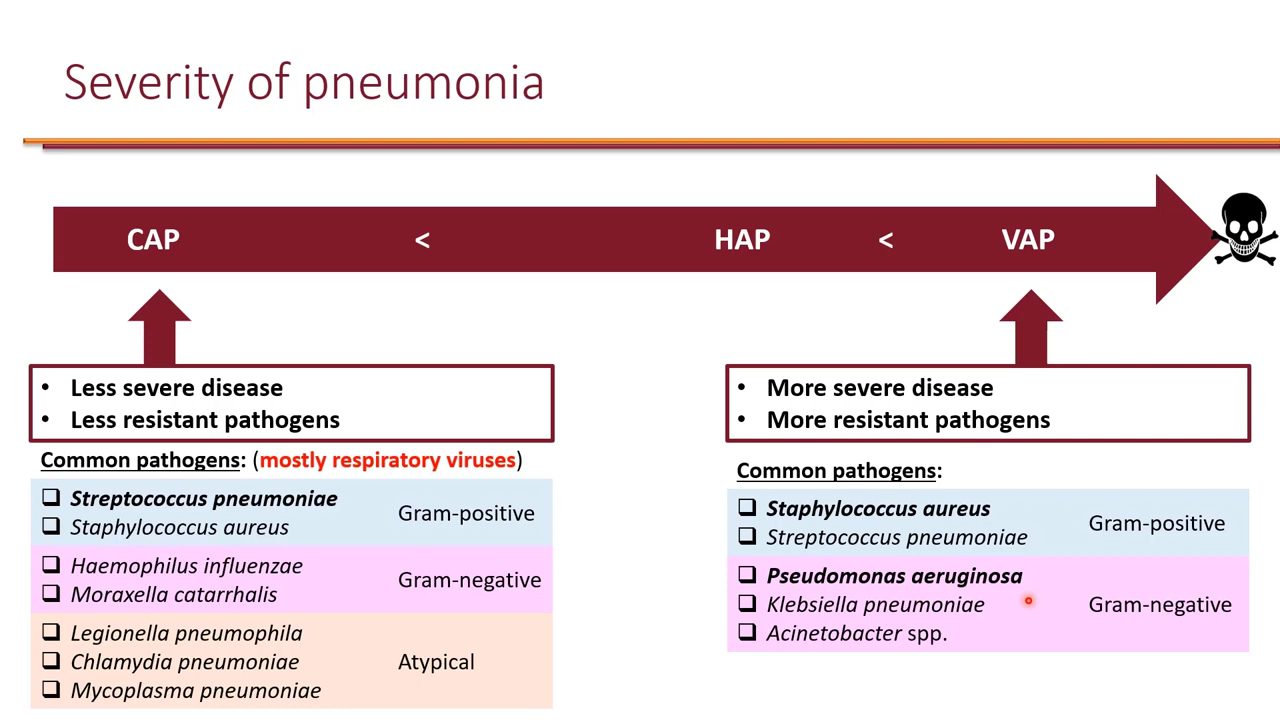 Severity of pneumonia
CAP < HAP < VAP
• Less severe disease
• Less resistant pathogens
Common pathogens: (mostly respiratory viruses)
❑ Streptococcus pneumoniae
❑ Staphylococcus aureus
Gram-positive
❑ Haemophilus influenzae
❑ Moraxella catarrhalis
Gram-negative
❑ Legionella pneumophila
❑ Chlamydia pneumoniae
❑ Mycoplasma pneumoniae
Atypical
• More severe disease
• More resistant pathogens
Common pathogens:
❑ Staphylococcus aureus
❑ Streptococcus pneumoniae
Gram-positive
❑ Pseudomonas aeruginosa
❑ Klebsiella pneumoniae
❑ Acinetobacter spp.
Gram-negative